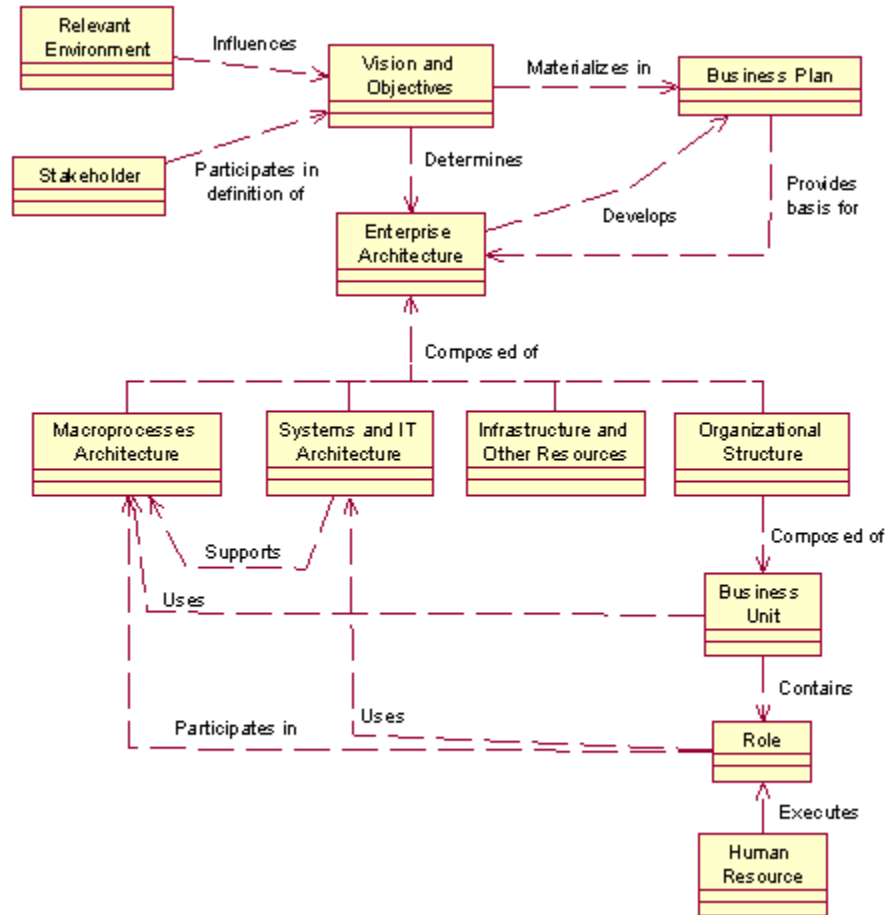 Relevant
Environment
Influences
Vision and
Objectives
Materializes in
Business Plan
Stakeholder
Participates in
definition of
Determines
Provides
basis for
Enterprise
Architecture
Develops
Composed of
Macroprocesses
Architecture
Systems and IT
Architecture
Infrastructure and
Other Resources
Organizational
Structure
Supports
Composed of
Uses
Business
Unit
Contains
Uses
Participates in
Role
Executes
Human
Resource